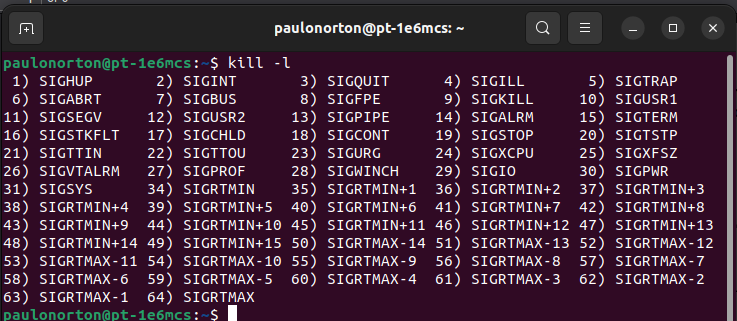 paulonorton@pt-1e6mcs: ~
paulonorton@pt-1e6mcs:~$ kill -l
 1) SIGHUP       2) SIGINT       3) SIGQUIT      4) SIGILL       5) SIGTRAP
 6) SIGABRT      7) SIGBUS       8) SIGFPE       9) SIGKILL     10) SIGUSR1
11) SIGSEGV     12) SIGUSR2     13) SIGPIPE     14) SIGALRM     15) SIGTERM
16) SIGSTKFLT   17) SIGCHLD     18) SIGCONT     19) SIGSTOP     20) SIGTSTP
21) SIGTTIN     22) SIGTTOU     23) SIGURG      24) SIGXCPU     25) SIGXFSZ
26) SIGVTALRM   27) SIGPROF     28) SIGWINCH    29) SIGIO       30) SIGPWR
31) SIGSYS      34) SIGRTMIN    35) SIGRTMIN+1  36) SIGRTMIN+2  37) SIGRTMIN+3
38) SIGRTMIN+4  39) SIGRTMIN+5  40) SIGRTMIN+6  41) SIGRTMIN+7  42) SIGRTMIN+8
43) SIGRTMIN+9  44) SIGRTMIN+10 45) SIGRTMIN+11 46) SIGRTMIN+12 47) SIGRTMIN+13
48) SIGRTMIN+14 49) SIGRTMIN+15 50) SIGRTMAX-14 51) SIGRTMAX-13 52) SIGRTMAX-12
53) SIGRTMAX-11 54) SIGRTMAX-10 55) SIGRTMAX-9  56) SIGRTMAX-8  57) SIGRTMAX-7
58) SIGRTMAX-6  59) SIGRTMAX-5  60) SIGRTMAX-4  61) SIGRTMAX-3  62) SIGRTMAX-2
63) SIGRTMAX-1  64) SIGRTMAX
paulonorton@pt-1e6mcs:~$